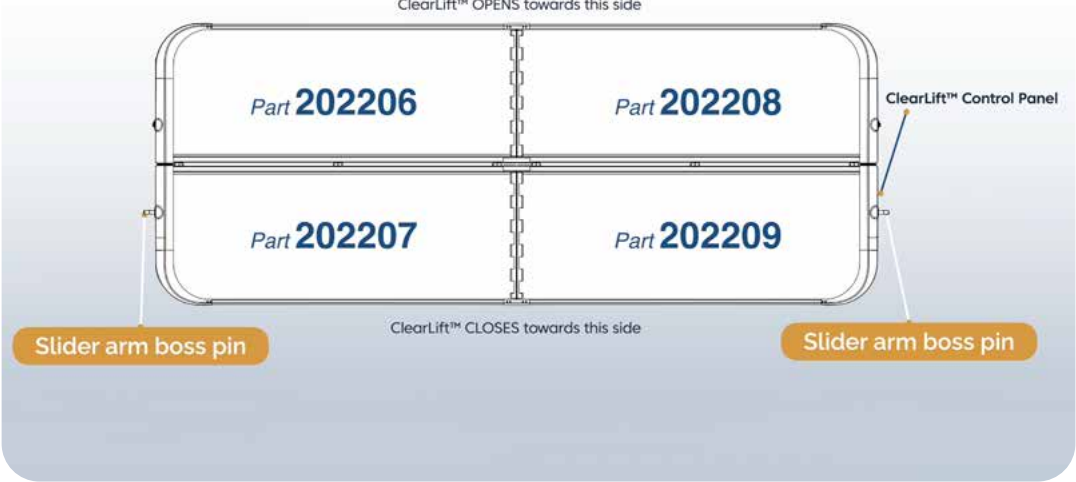 ClearLift™ OPENS towards this side
Part 202206
Part 202208
ClearLift™ Control Panel
Part 202207
Part 202209
ClearLift™ CLOSES towards this side
Slider arm boss pin
Slider arm boss pin